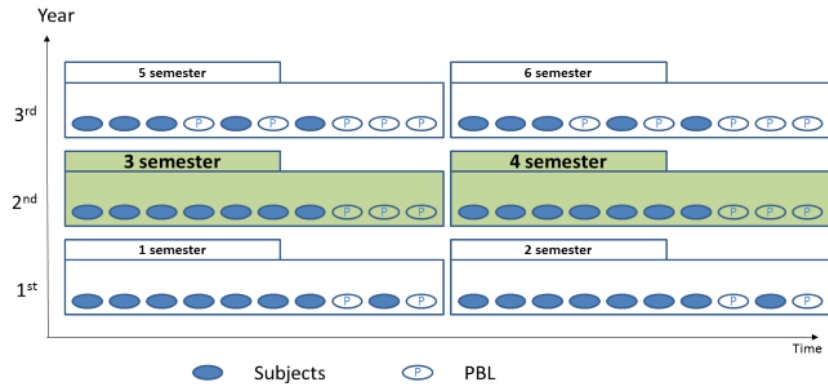 Year
5 semester
6 semester
3rd
P P P P P
P P P P P
3 semester
4 semester
2nd
P P P
P P P
1 semester
2 semester
1st
P P
P P
Time
Subjects
P PBL